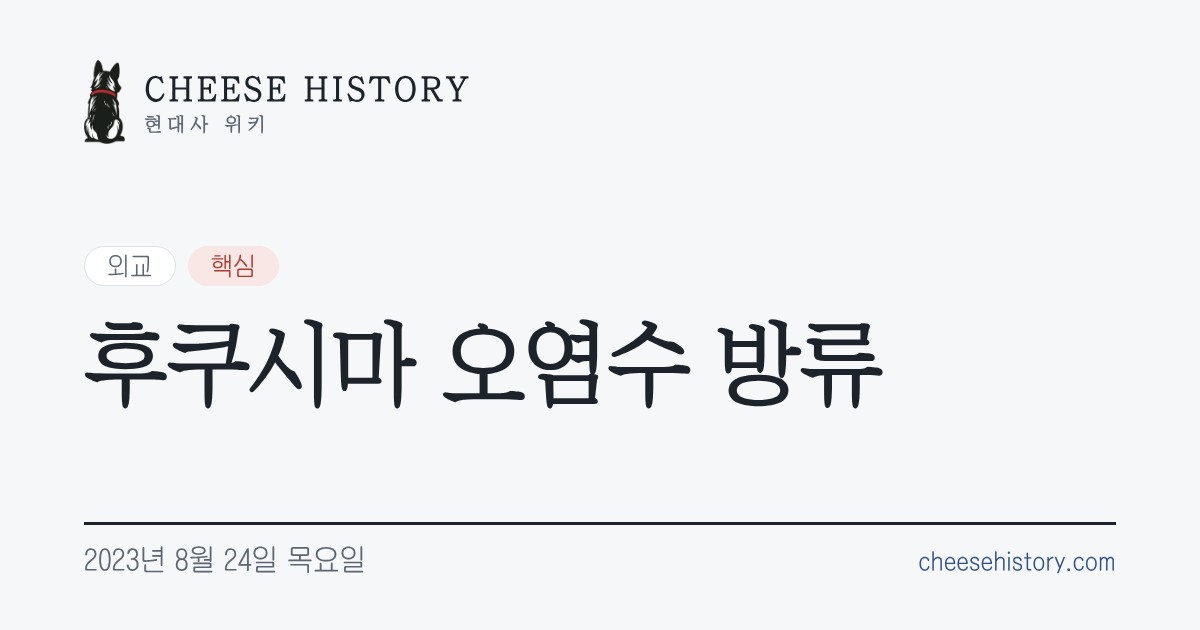 CHEESE HISTORY
현대사 위키
외교 핵심
후쿠시마 오염수 방류
2023년 8월 24일 목요일
cheesehistory.com